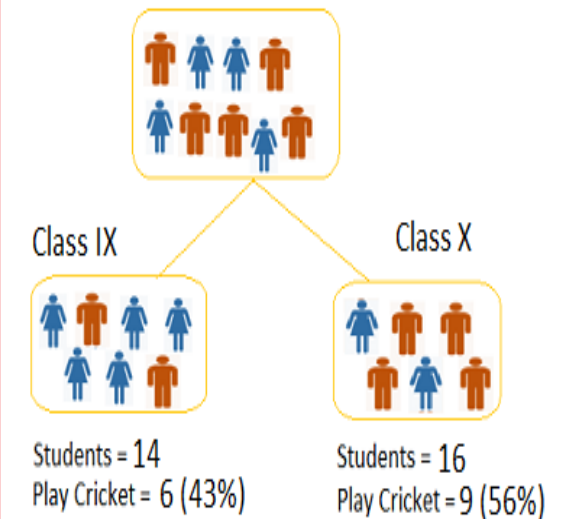 Class IX
Class X
Students = 14
Play Cricket = 6 (43%)
Students = 16
Play Cricket = 9 (56%)